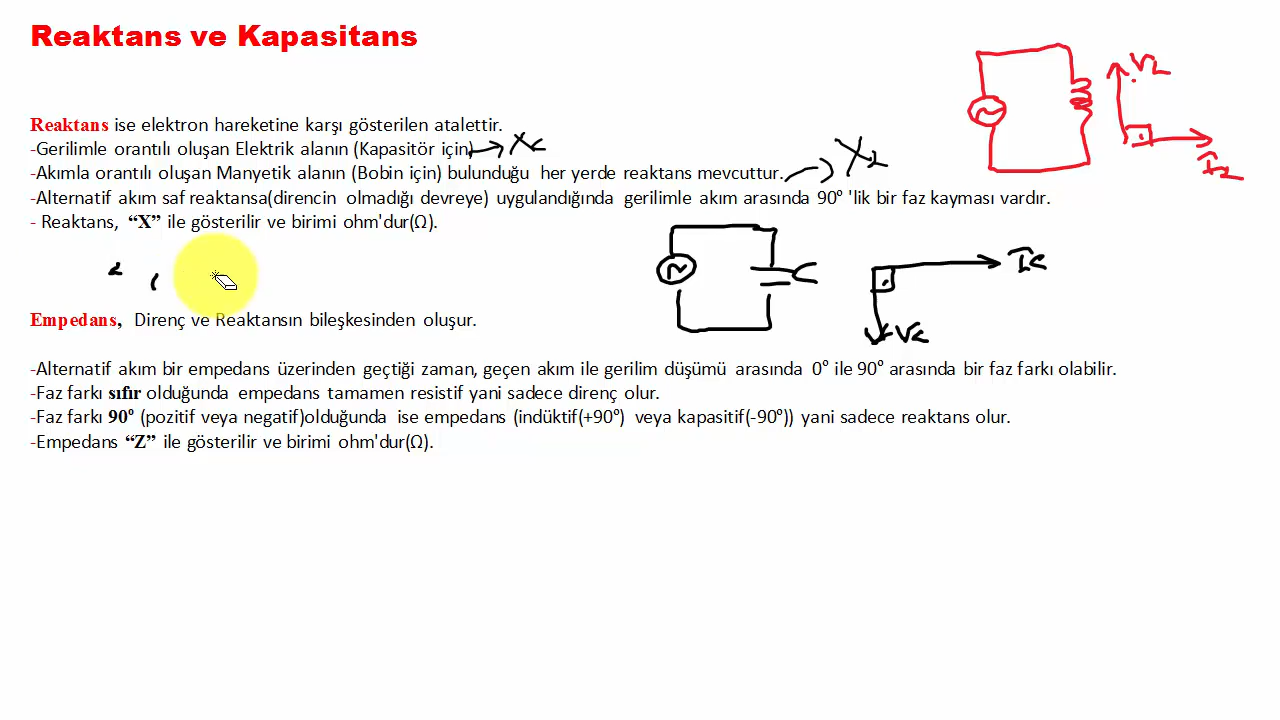 Reaktans ve Kapasitans
Reaktans ise elektron hareketine karşı gösterilen atalettir.
-Gerilimle orantılı oluşan Elektrik alanın (Kapasitör için) Xc
-Akımla orantılı oluşan Manyetik alanın (Bobin için) bulunduğu her yerde reaktans mevcuttur. XL
-Alternatif akım saf reaktansa(direncin olmadığı devreye) uygulandığında gerilimle akım arasında 90° 'lik bir faz kayması vardır.
- Reaktans, “X” ile gösterilir ve birimi ohm'dur(Ω).
VL
IL
C
Ic
Vc
Empedans, Direnç ve Reaktansın bileşkesinden oluşur.
-Alternatif akım bir empedans üzerinden geçtiği zaman, geçen akım ile gerilim düşümü arasında 0° ile 90° arasında bir faz farkı olabilir.
-Faz farkı sıfır olduğunda empedans tamamen resistif yani sadece direnç olur.
-Faz farkı 90° (pozitif veya negatif)olduğunda ise empedans (indüktif(+90°) veya kapasitif(-90°)) yani sadece reaktans olur.
-Empedans “Z” ile gösterilir ve birimi ohm'dur(Ω).